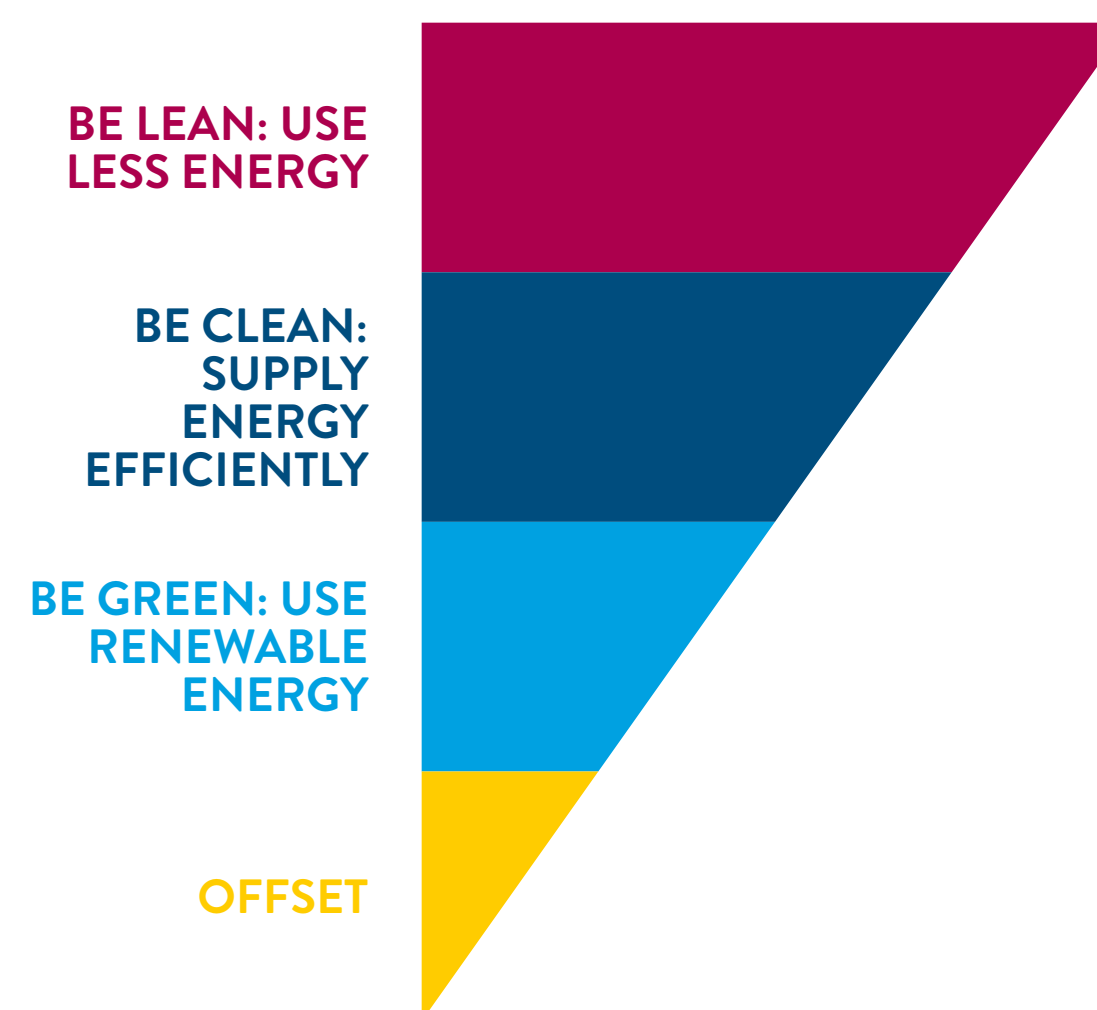 BE LEAN: USE
LESS ENERGY
BE CLEAN:
SUPPLY
ENERGY
EFFICIENTLY
BE GREEN: USE
RENEWABLE
ENERGY
OFFSET